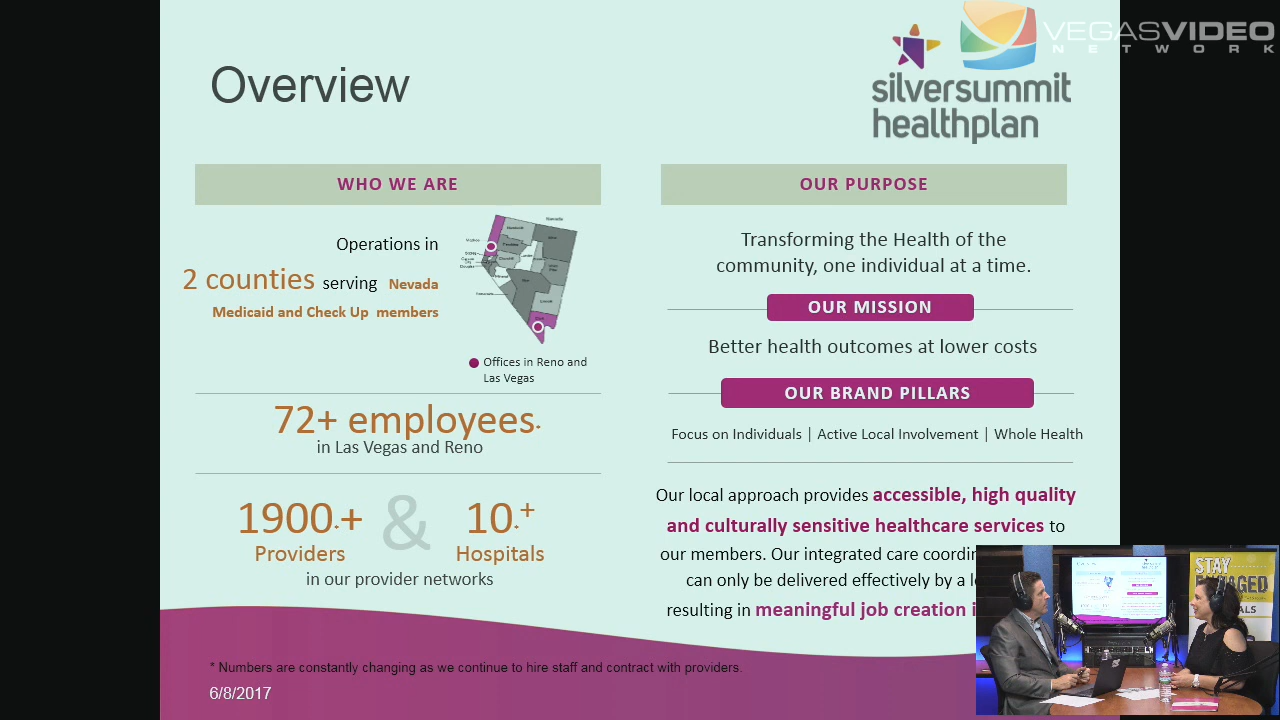 VEGASVIDEO
NETWORK
Overview
silversummit
healthplan
WHO WE ARE
Operations in
2 counties serving Nevada
Medicaid and Check Up members
Nevada
Offices in Reno and
Las Vegas
72+ employees*
in Las Vegas and Reno
1900*+ & 10*+
Providers Hospitals
in our provider networks
OUR PURPOSE
Transforming the Health of the
community, one individual at a time.
OUR MISSION
Better health outcomes at lower costs
OUR BRAND PILLARS
Focus on Individuals | Active Local Involvement | Whole Health
Our local approach provides accessible, high quality
and culturally sensitive healthcare services to
our members. Our integrated care
can only be delivered effectively by a
resulting in meaningful job creation
STAY
ENGAGED
* Numbers are constantly changing as we continue to hire staff and contract with providers.
6/8/2017